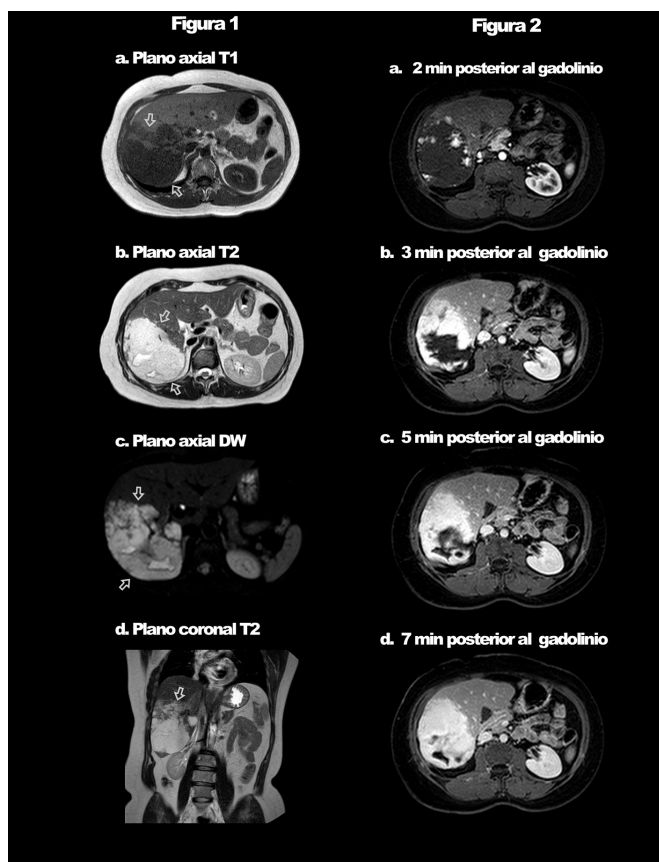 Figura 1
a. Plano axial T1
b. Plano axial T2
c. Plano axial DW
d. Plano coronal T2
Figura 2
a. 2 min posterior al gadolinio
b. 3 min posterior al gadolinio
c. 5 min posterior al gadolinio
d. 7 min posterior al gadolinio